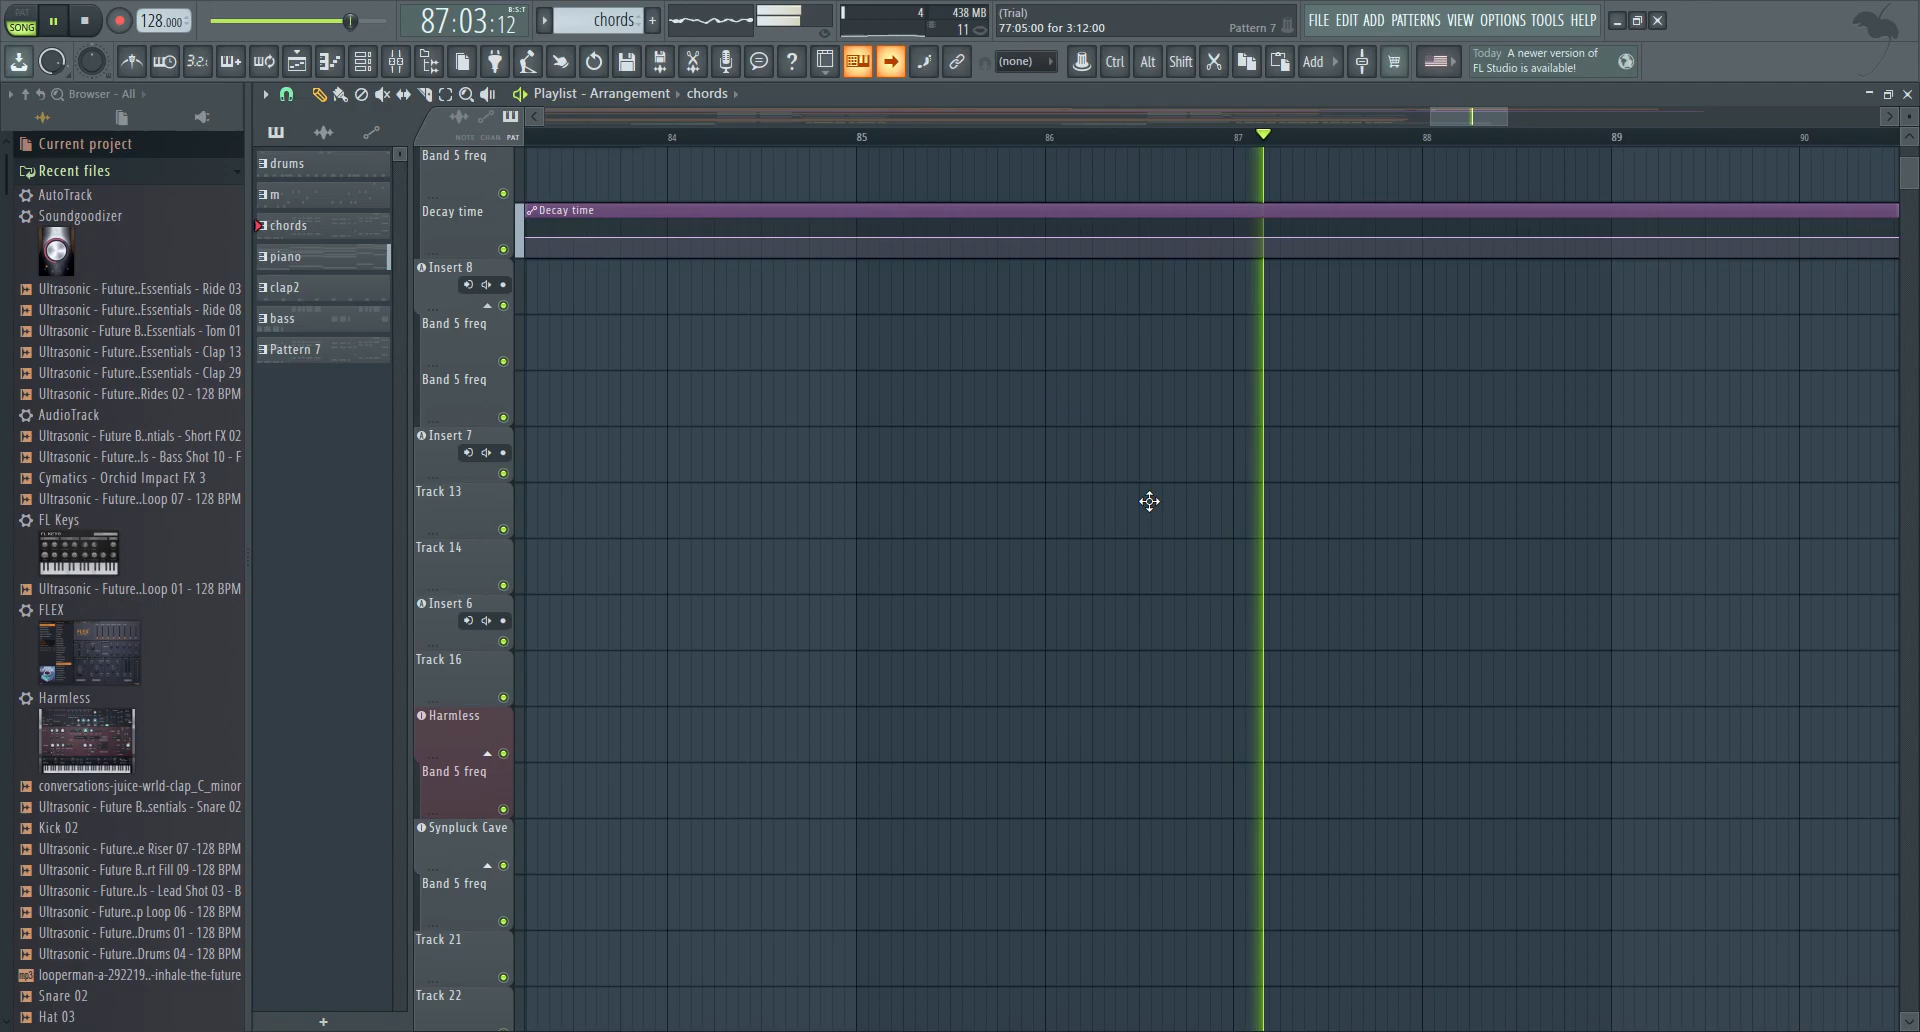 PAT
SONG
128.000
87:03:12
B:S:T
chords
+
4
438 MB
11
(Trial)
77:05:00 for 3:12:00
Pattern 7
FILE EDIT ADD PATTERNS VIEW OPTIONS TOOLS HELP
3.2.
?
(none)
Ctrl
Alt
Shift
Add
Today A newer version of
FL Studio is available!
Browser - All
Playlist - Arrangement › chords ›
NOTE CHAN PAT
84
85
86
87
88
89
90
Current project
Recent files
AutoTrack
Soundgoodizer
Ultrasonic - Future..Essentials - Ride 03
Ultrasonic - Future..Essentials - Ride 08
Ultrasonic - Future B..Essentials - Tom 01
Ultrasonic - Future..Essentials - Clap 13
Ultrasonic - Future..Essentials - Clap 29
Ultrasonic - Future..Rides 02 - 128 BPM
AudioTrack
Ultrasonic - Future B..ntials - Short FX 02
Ultrasonic - Future..ls - Bass Shot 10 - F
Cymatics - Orchid Impact FX 3
Ultrasonic - Future..Loop 07 - 128 BPM
FL Keys
FL KEYS
Ultrasonic - Future..Loop 01 - 128 BPM
FLEX
Harmless
conversations-juice-wrld-clap_C_minor
Ultrasonic - Future B..sentials - Snare 02
Kick 02
Ultrasonic - Future..e Riser 07 -128 BPM
Ultrasonic - Future B..rt Fill 09 -128 BPM
Ultrasonic - Future..ls - Lead Shot 03 - B
Ultrasonic - Future..p Loop 06 - 128 BPM
Ultrasonic - Future..Drums 01 - 128 BPM
Ultrasonic - Future..Drums 04 - 128 BPM
mp3 looperman-a-292219..-inhale-the-future
Snare 02
Hat 03
drums
m
chords
piano
clap2
bass
Pattern 7
+
Band 5 freq
Decay time
Decay time
Insert 8
Band 5 freq
Band 5 freq
Insert 7
Track 13
Track 14
Insert 6
Track 16
Harmless
Band 5 freq
Synpluck Cave
Band 5 freq
Track 21
Track 22